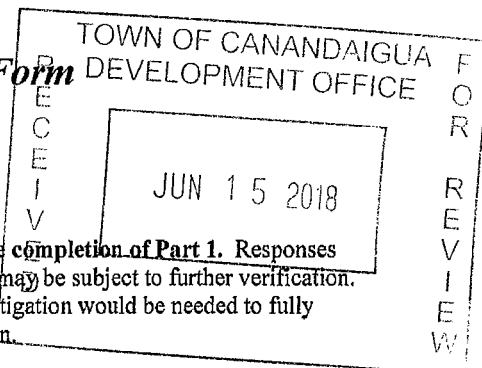 TOWN OF CANANDAIGUA
Form DEVELOPMENT OFFICE
RECEIVED
FOR REVIEW
JUN 15 2018
completion of Part 1. Responses
may be subject to further verification.
tigation would be needed to fully
n.